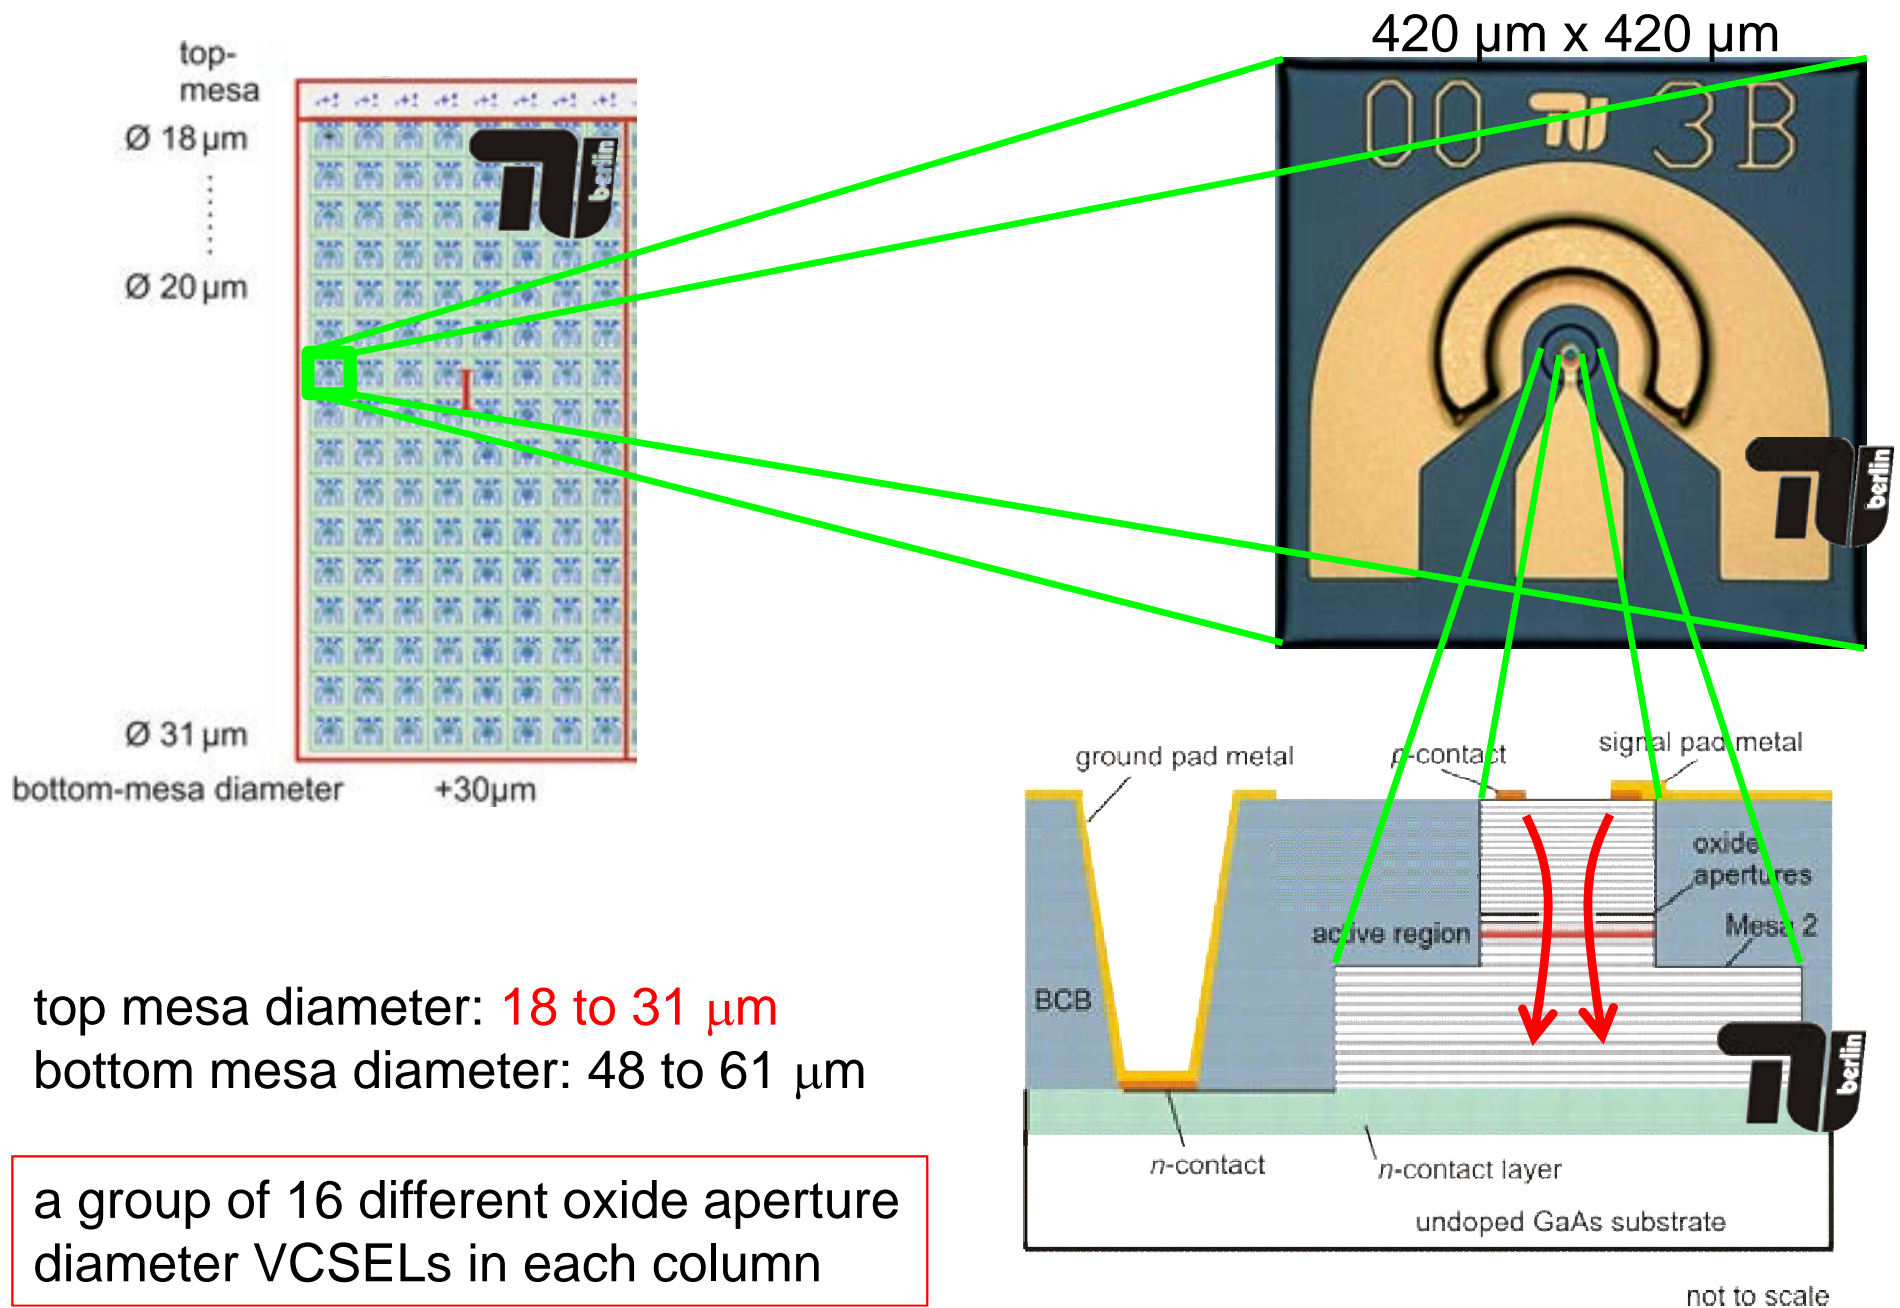 420 µm x 420 µm
top-
mesa
Ø 18 µm
Ø 20 µm
Ø 31 µm
bottom-mesa diameter +30µm
berlin
00 3B
berlin
ground pad metal
p-contact
signal pad metal
oxide
apertures
active region
Mesa 2
BCB
berlin
n-contact
n-contact layer
undoped GaAs substrate
not to scale
top mesa diameter: 18 to 31 µm
bottom mesa diameter: 48 to 61 µm
a group of 16 different oxide aperture
diameter VCSELs in each column